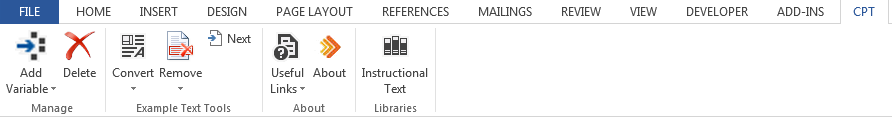 FILE HOME INSERT DESIGN PAGE LAYOUT REFERENCES MAILINGS REVIEW VIEW DEVELOPER ADD-INS CPT
Add Variable
Delete
Convert
Remove
Next
Useful Links
About
Instructional Text
Manage
Example Text Tools
About
Libraries